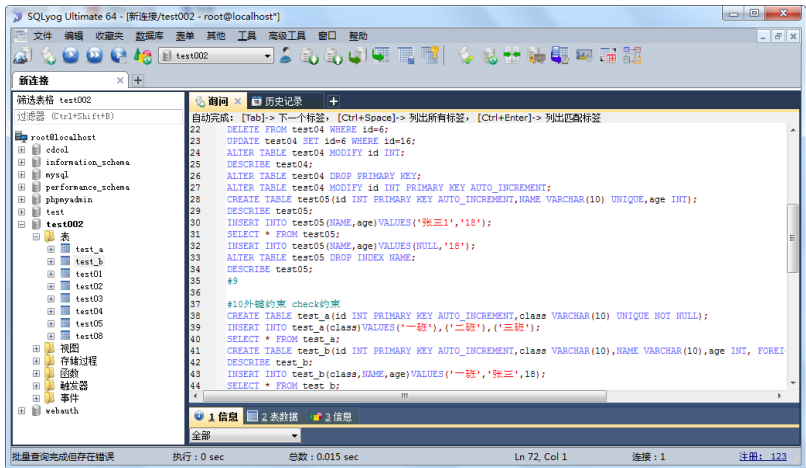 SQLyog Ultimate 64 - [新连接/test002 - root@localhost*]
文件 编辑 收藏夹 数据库 表单 其他 工具 高级工具 窗口 帮助
test002
新连接
筛选表格 test002
过滤器 (Ctrl+Shift+B)
root@localhost
cdcol
information_schema
mysql
performance_schema
phpmyadmin
test
test002
表
test_a
test_b
test01
test02
test03
test04
test05
test08
视图
存储过程
函数
触发器
事件
webauth
询问 历史记录
自动完成: [Tab]-> 下一个标签, [Ctrl+Space]-> 列出所有标签, [Ctrl+Enter]-> 列出匹配标签
22 DELETE FROM test04 WHERE id=6;
23 UPDATE test04 SET id=6 WHERE id=16;
24 ALTER TABLE test04 MODIFY id INT;
25 DESCRIBE test04;
26 ALTER TABLE test04 DROP PRIMARY KEY;
27 ALTER TABLE test04 MODIFY id INT PRIMARY KEY AUTO_INCREMENT;
28 CREATE TABLE test05(id INT PRIMARY KEY AUTO_INCREMENT,NAME VARCHAR(10) UNIQUE,age INT);
29 DESCRIBE test05;
30 INSERT INTO test05(NAME,age)VALUES('张三1','18');
31 SELECT * FROM test05;
32 INSERT INTO test05(NAME,age)VALUES(NULL,'18');
33 ALTER TABLE test05 DROP INDEX NAME;
34 DESCRIBE test05;
35 #9
36
37 #10外键约束 check约束
38 CREATE TABLE test_a(id INT PRIMARY KEY AUTO_INCREMENT,class VARCHAR(10) UNIQUE NOT NULL);
39 INSERT INTO test_a(class)VALUES('一班'),('二班'),('三班');
40 SELECT * FROM test_a;
41 CREATE TABLE test_b(id INT PRIMARY KEY AUTO_INCREMENT,class VARCHAR(10),NAME VARCHAR(10),age INT, FOREI
42 DESCRIBE test_b;
43 INSERT INTO test_b(class,NAME,age)VALUES('一班','张三',18);
44 SELECT * FROM test_b;
1 信息 2 表数据 3 信息
全部
批量查询完成但存在错误 执行：0 sec 总数：0.015 sec Ln 72, Col 1 连接：1 注册: 123